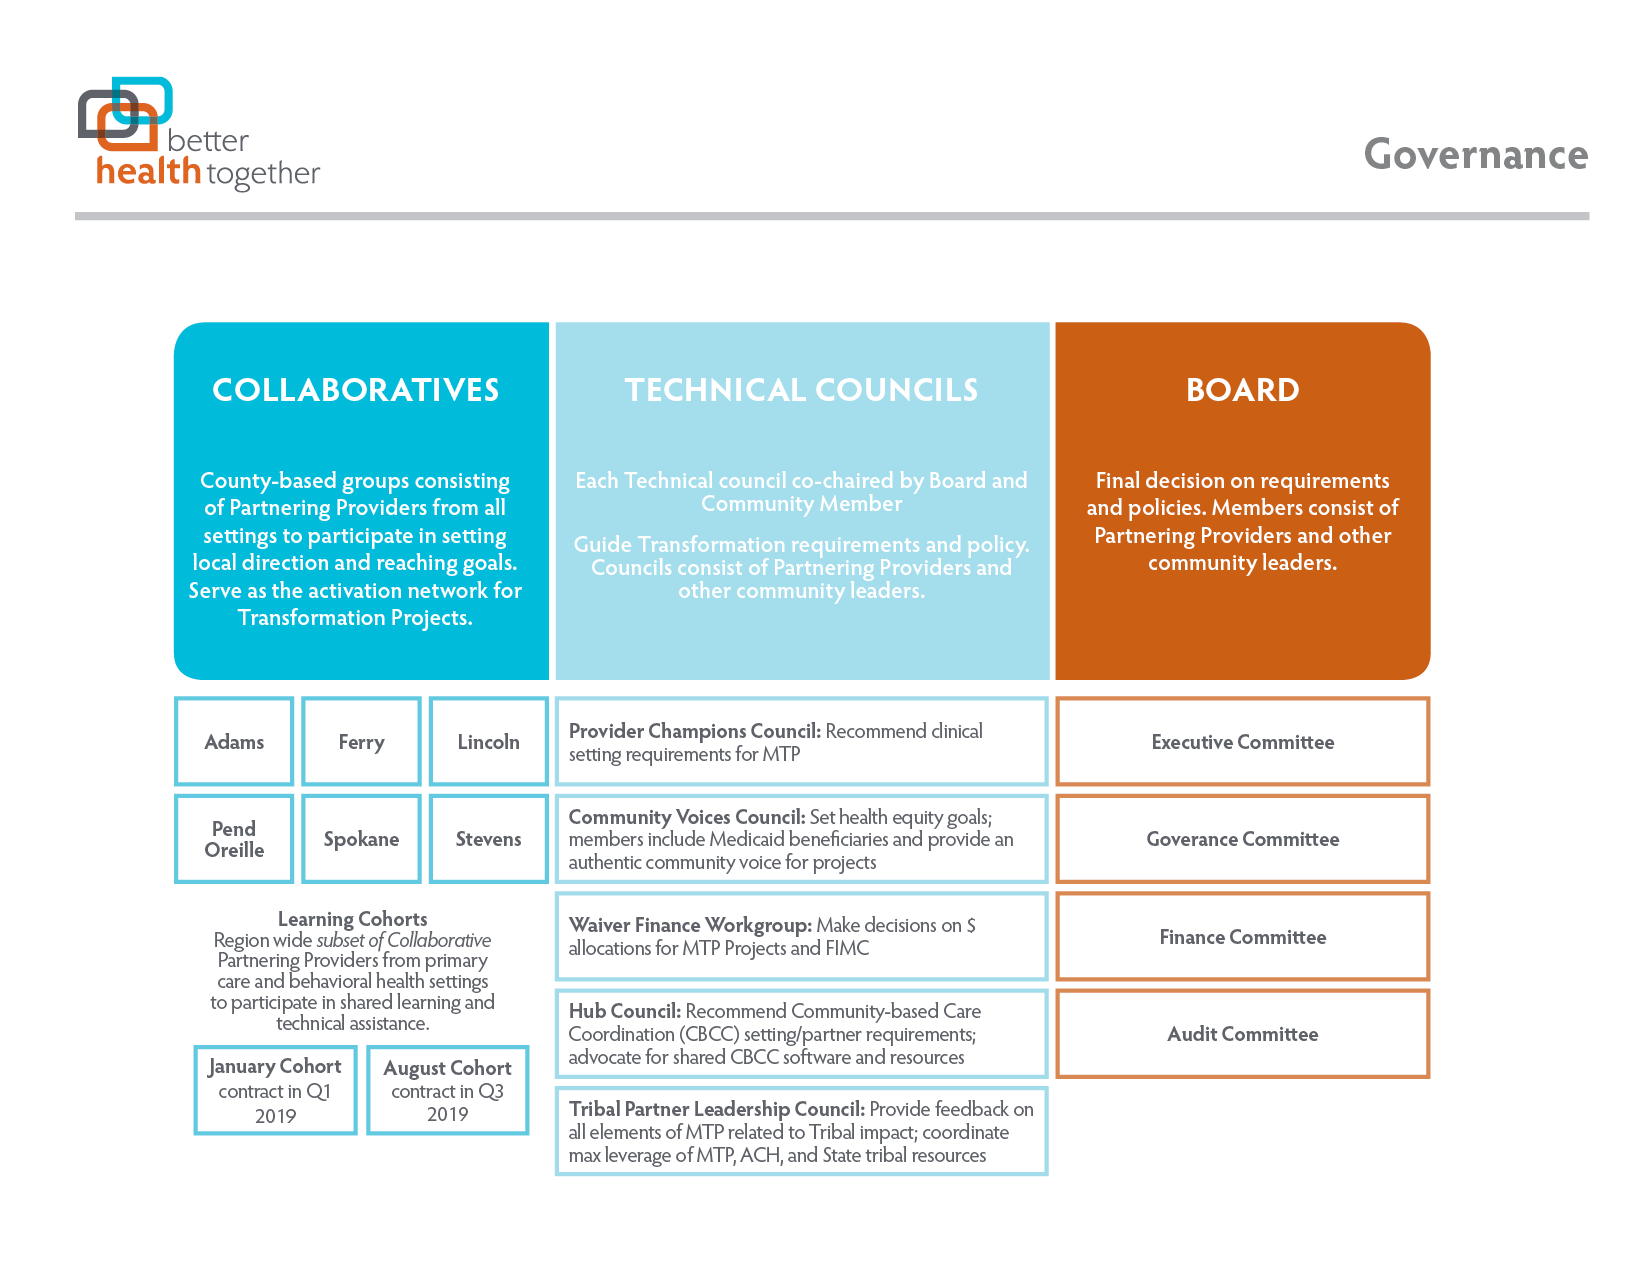 better
health together
Governance
COLLABORATIVES
County-based groups consisting
of Partnering Providers from all
settings to participate in setting
local direction and reaching goals.
Serve as the activation network for
Transformation Projects.
TECHNICAL COUNCILS
Each Technical council co-chaired by Board and
Community Member
Guide Transformation requirements and policy.
Councils consist of Partnering Providers and
other community leaders.
BOARD
Final decision on requirements
and policies. Members consist of
Partnering Providers and other
community leaders.
Adams
Ferry
Lincoln
Pend
Oreille
Spokane
Stevens
Learning Cohorts
Region wide subset of Collaborative
Partnering Providers from primary
care and behavioral health settings
to participate in shared learning and
technical assistance.
January Cohort
contract in Q1
2019
August Cohort
contract in Q3
2019
Provider Champions Council: Recommend clinical
setting requirements for MTP
Community Voices Council: Set health equity goals;
members include Medicaid beneficiaries and provide an
authentic community voice for projects
Waiver Finance Workgroup: Make decisions on $
allocations for MTP Projects and FIMC
Hub Council: Recommend Community-based Care
Coordination (CBCC) setting/partner requirements;
advocate for shared CBCC software and resources
Tribal Partner Leadership Council: Provide feedback on
all elements of MTP related to Tribal impact; coordinate
max leverage of MTP, ACH, and State tribal resources
Executive Committee
Goverance Committee
Finance Committee
Audit Committee